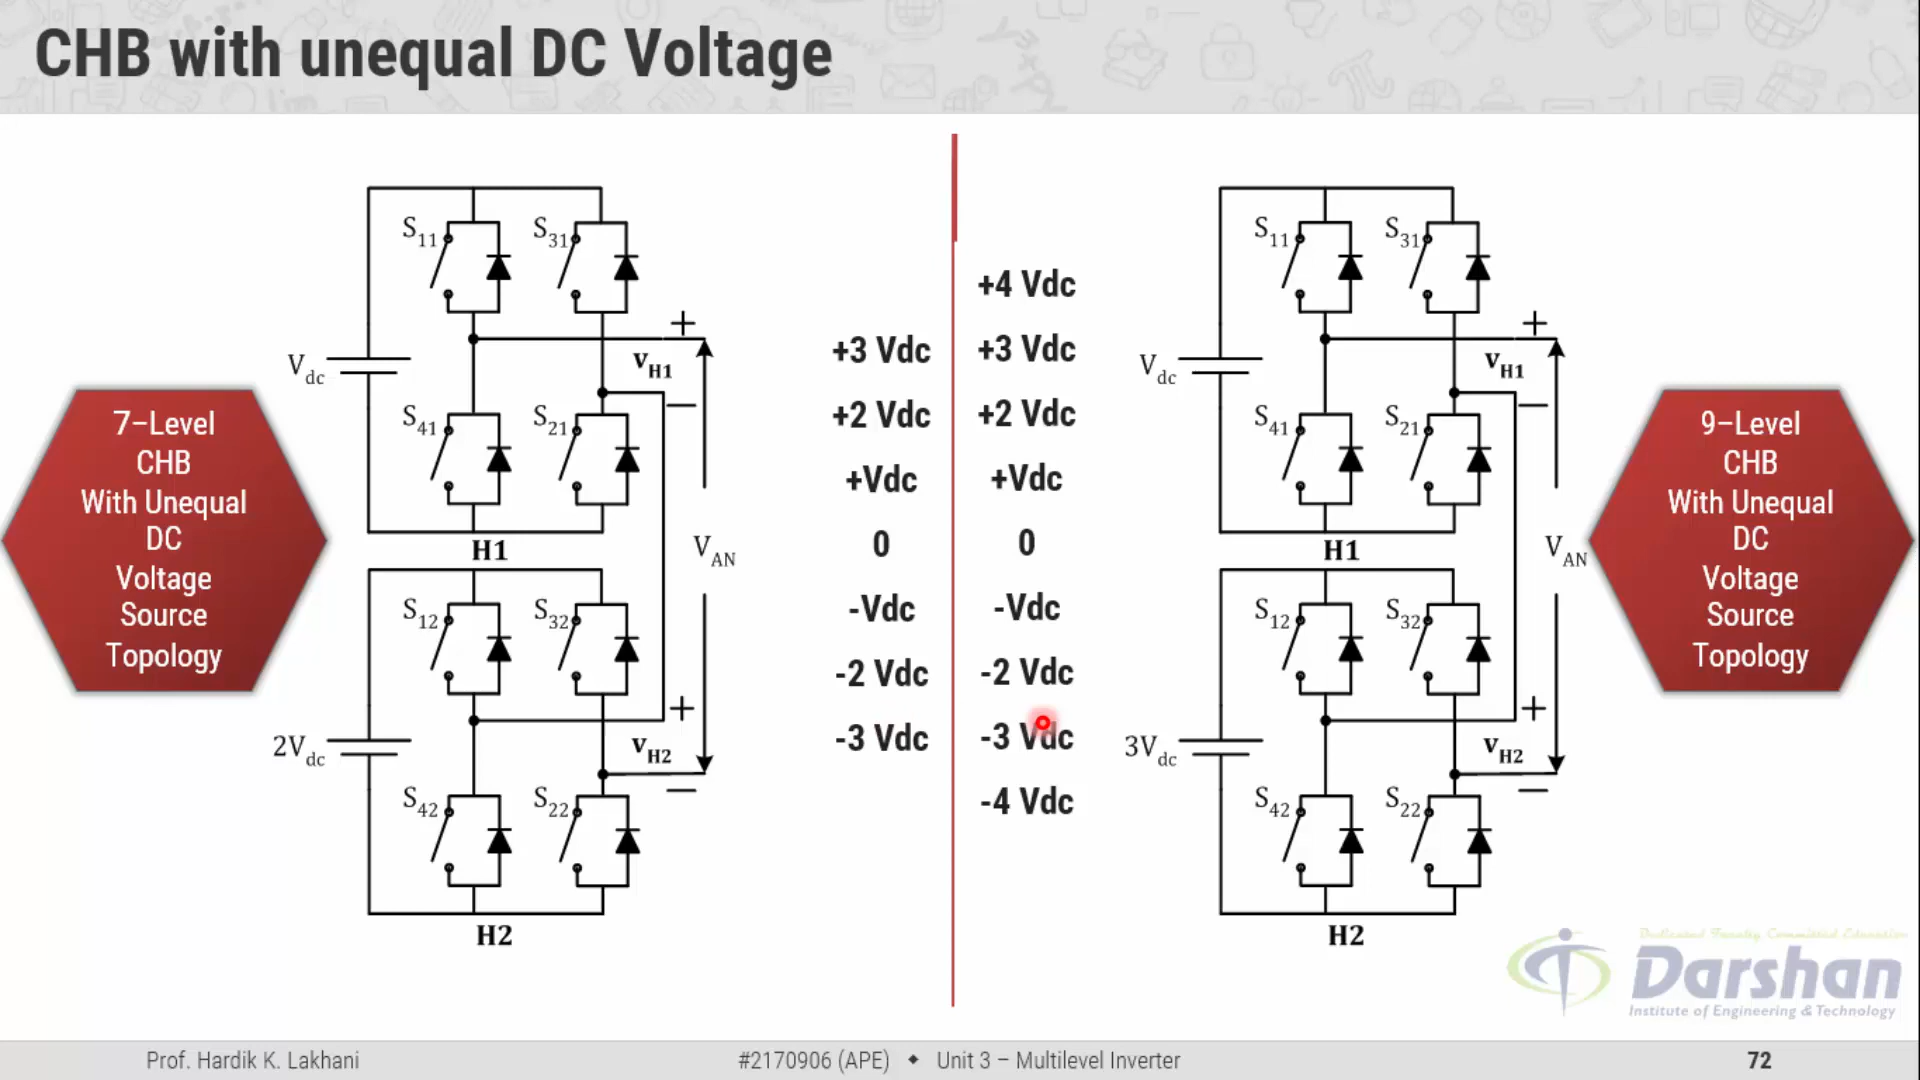 CHB with unequal DC Voltage
7–Level
CHB
With Unequal
DC
Voltage
Source
Topology
S11
S31
Vdc
+
vH1
—
S41
S21
H1
VAN
S12
S32
2Vdc
+
vH2
—
S42
S22
H2
+3 Vdc
+2 Vdc
+Vdc
0
-Vdc
-2 Vdc
-3 Vdc
+4 Vdc
+3 Vdc
+2 Vdc
+Vdc
0
-Vdc
-2 Vdc
-3 Vdc
-4 Vdc
S11
S31
Vdc
+
vH1
—
S41
S21
H1
VAN
S12
S32
3Vdc
+
vH2
—
S42
S22
H2
9–Level
CHB
With Unequal
DC
Voltage
Source
Topology
Dedicated Faculty Committed Education
Darshan
Institute of Engineering & Technology
Prof. Hardik K. Lakhani
#2170906 (APE) ◆ Unit 3 – Multilevel Inverter
72